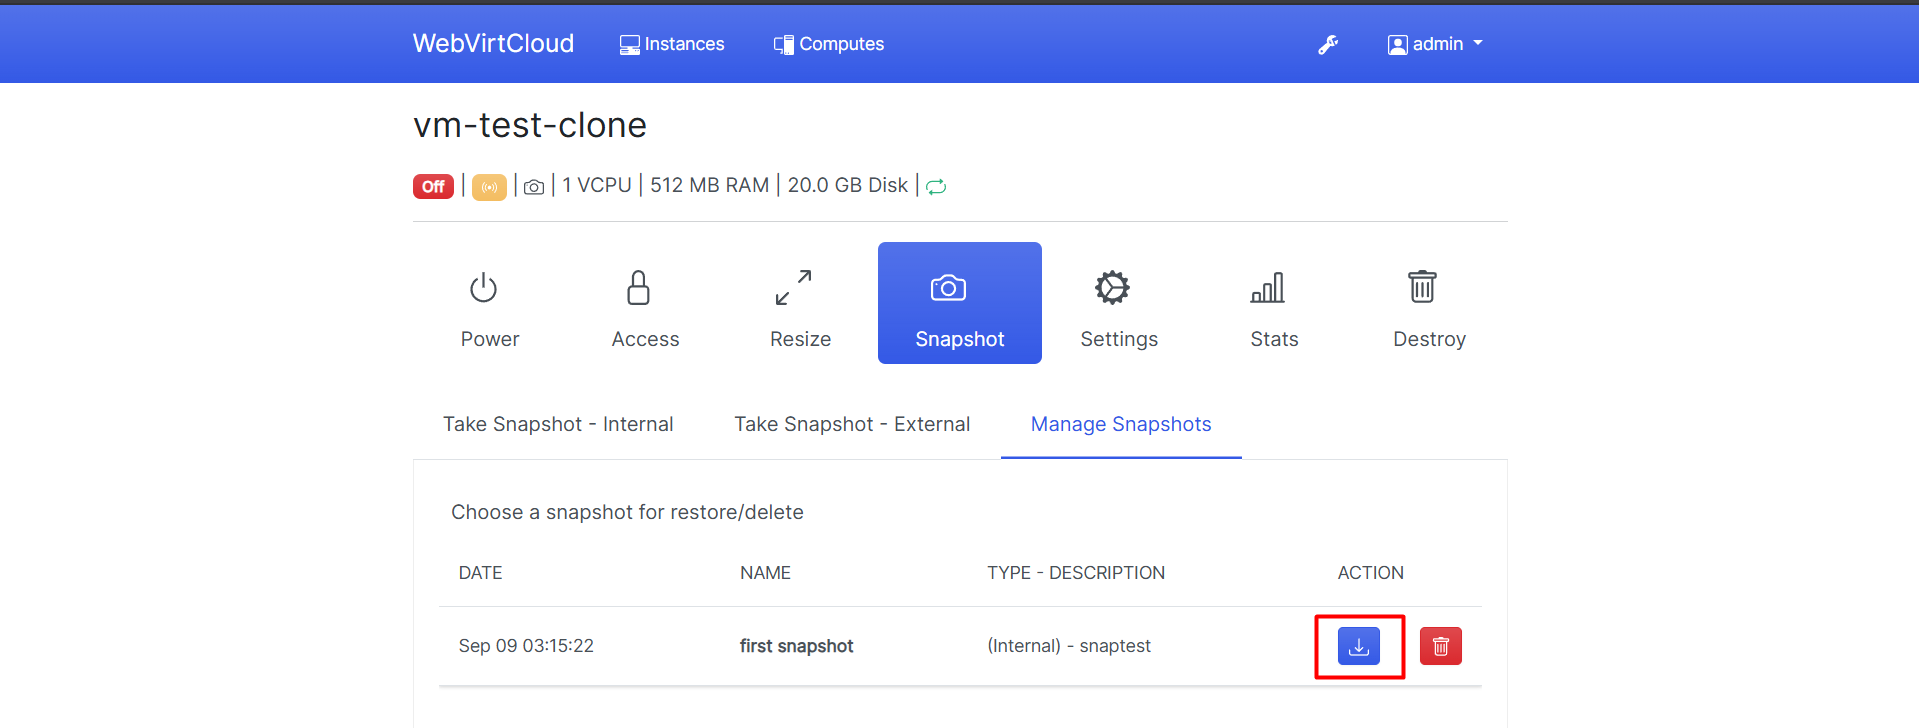 WebVirtCloud Instances Computes admin
vm-test-clone
Off | | | 1 VCPU | 512 MB RAM | 20.0 GB Disk |
Power Access Resize Snapshot Settings Stats Destroy
Take Snapshot - Internal Take Snapshot - External Manage Snapshots
Choose a snapshot for restore/delete
DATE NAME TYPE - DESCRIPTION ACTION
Sep 09 03:15:22 first snapshot (Internal) - snaptest